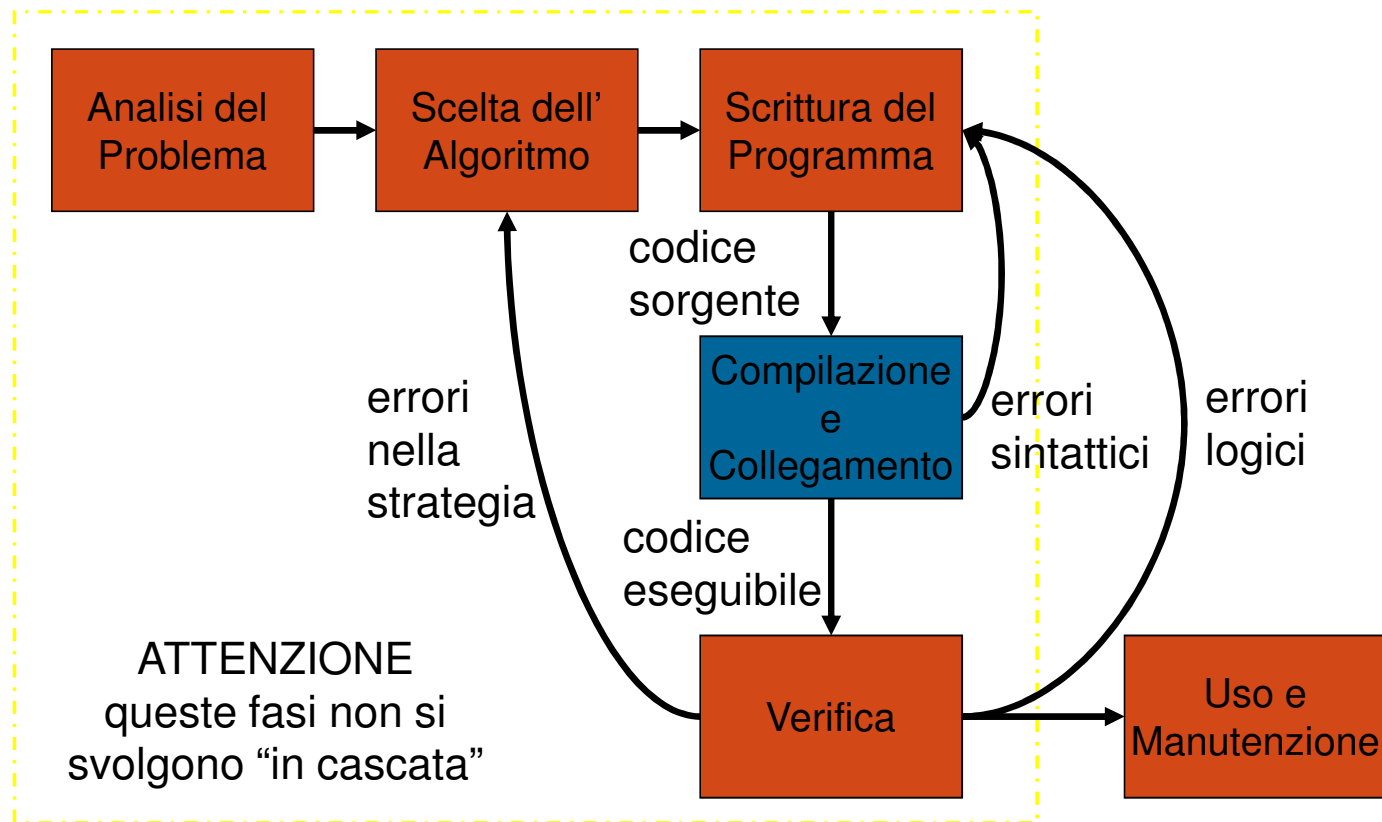 Analisi del
Problema
Scelta dell’
Algoritmo
Scrittura del
Programma
codice
sorgente
Compilazione
e
Collegamento
errori
sintattici
errori
logici
errori
nella
strategia
codice
eseguibile
ATTENZIONE
queste fasi non si
svolgono “in cascata”
Verifica
Uso e
Manutenzione